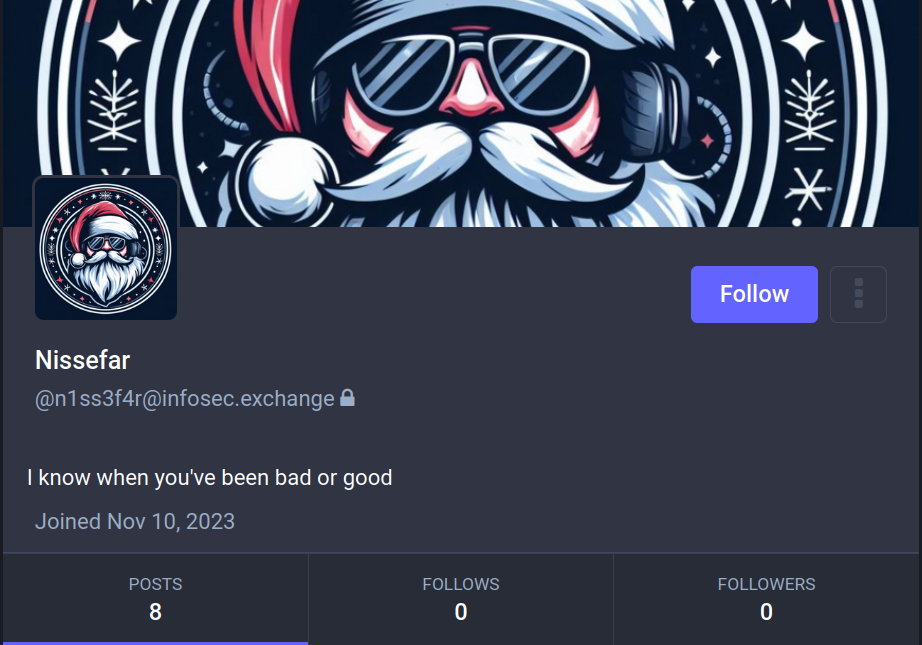 Follow
Nissefar
@n1ss3f4r@infosec.exchange
I know when you've been bad or good
Joined Nov 10, 2023
POSTS FOLLOWS FOLLOWERS
8 0 0